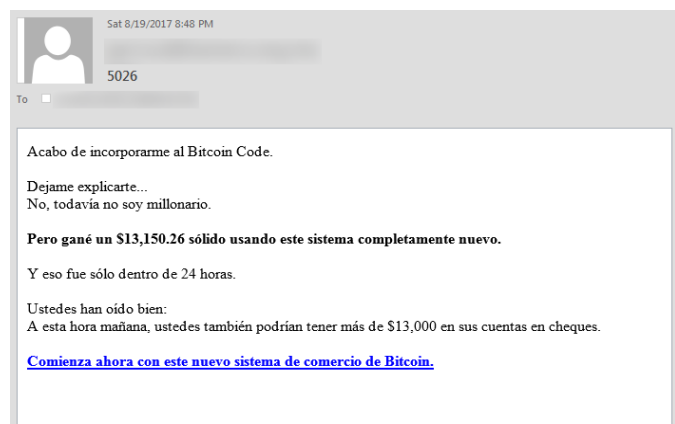 Sat 8/19/2017 8:48 PM
5026
To
Acabo de incorporarme al Bitcoin Code.
Dejame explicarte...
No, todavía no soy millonario.
Pero gané un $13,150.26 sólido usando este sistema completamente nuevo.
Y eso fue sólo dentro de 24 horas.
Ustedes han oído bien:
A esta hora mañana, ustedes también podrían tener más de $13,000 en sus cuentas en cheques.
Comienza ahora con este nuevo sistema de comercio de Bitcoin.